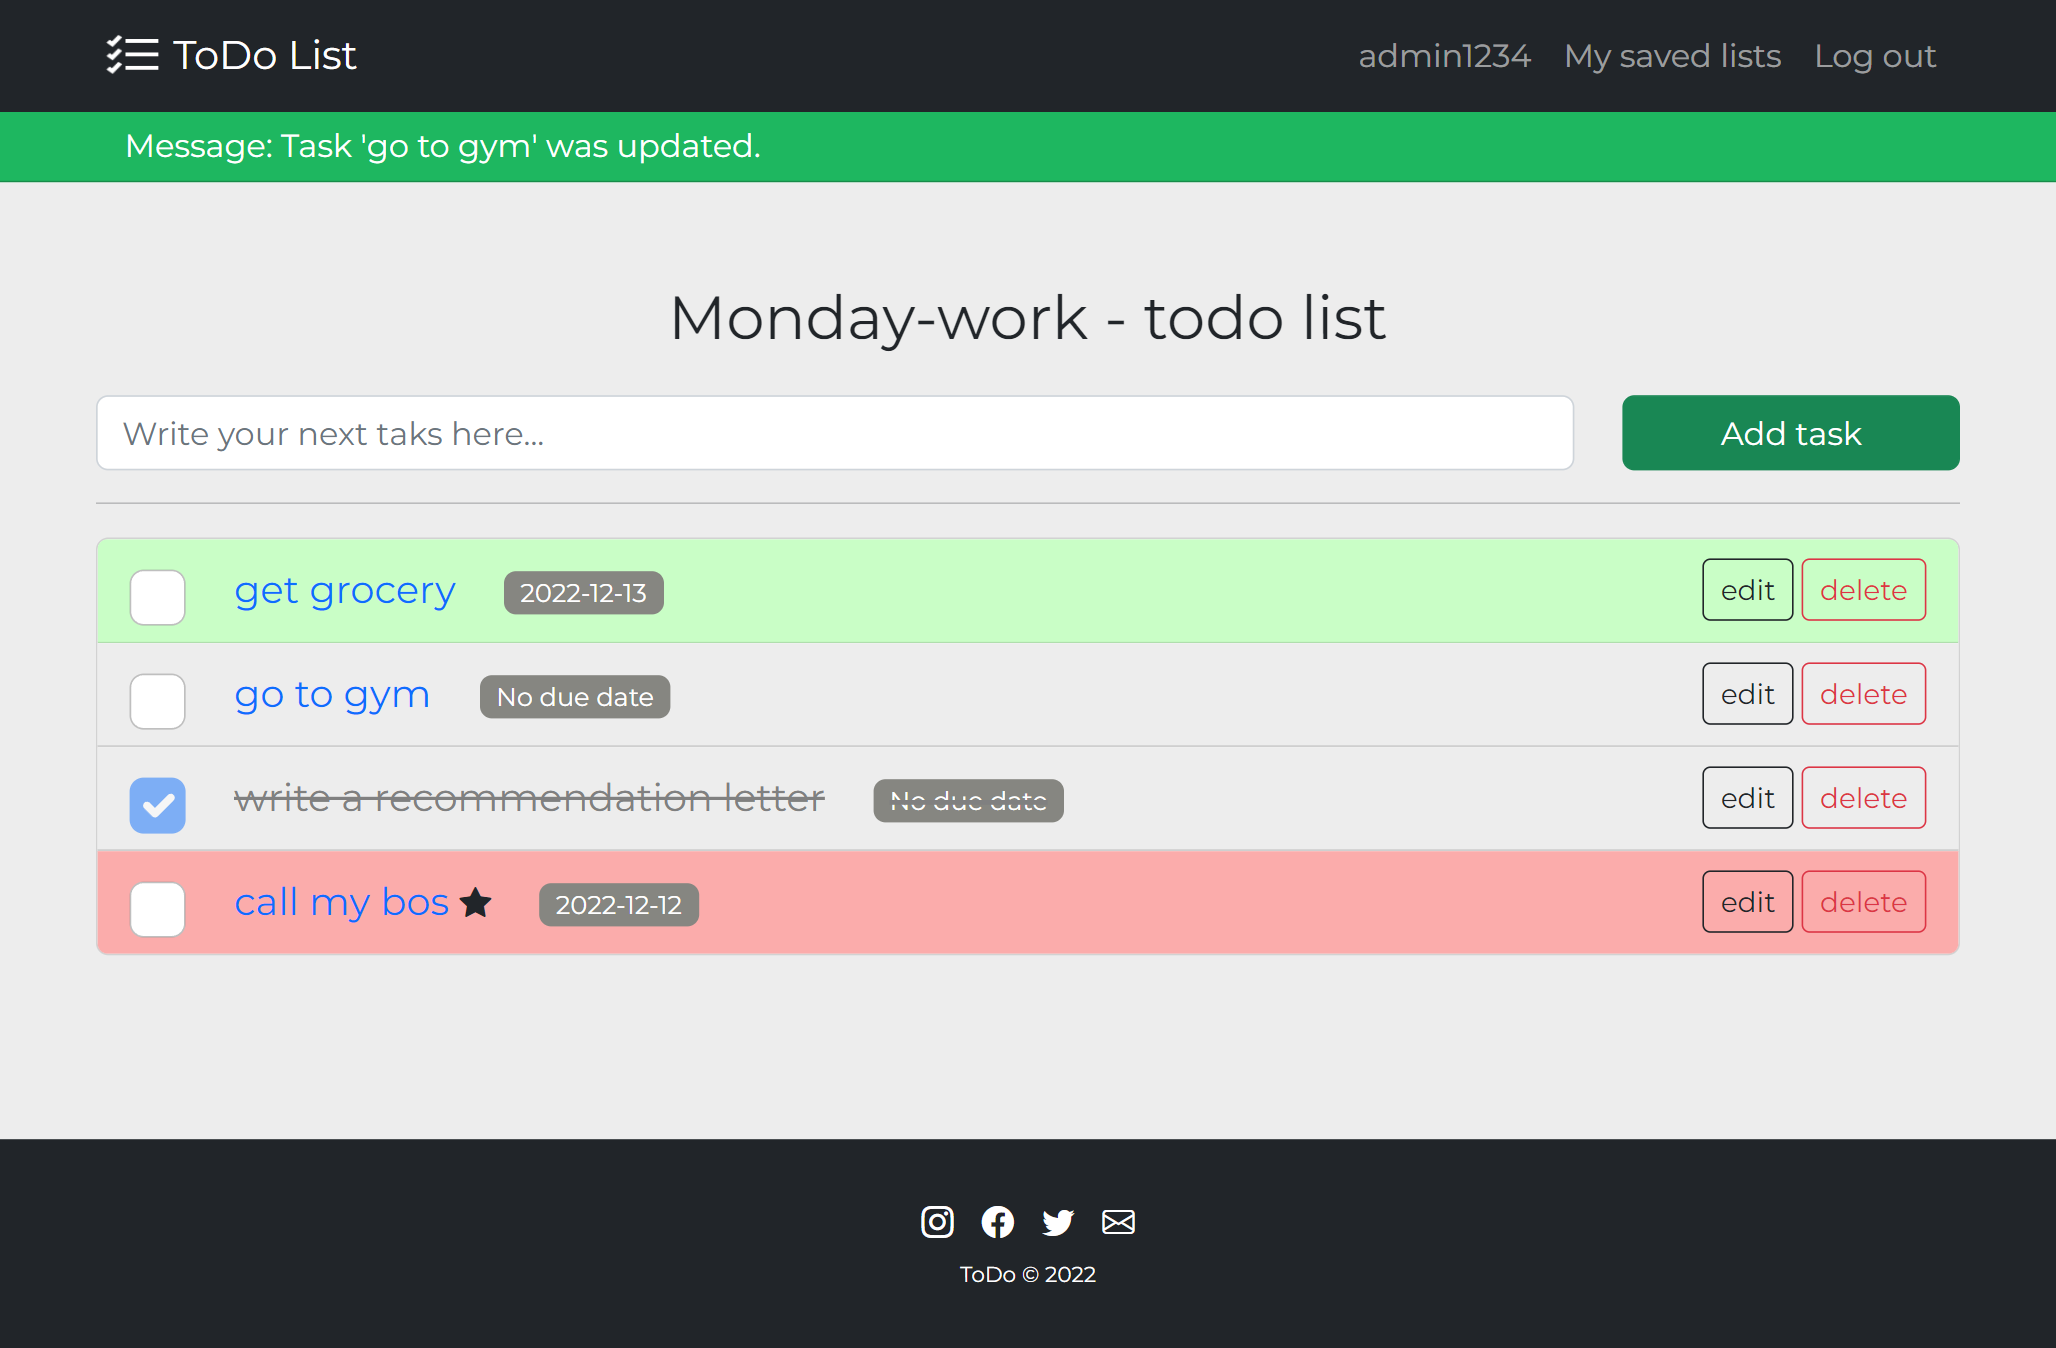 ToDo List
admin1234 My saved lists Log out
Message: Task 'go to gym' was updated.
Monday-work - todo list
Write your next taks here...
Add task
get grocery 2022-12-13 edit delete
go to gym No due date edit delete
write a recommendation letter No due date edit delete
call my bos 2022-12-12 edit delete
ToDo © 2022